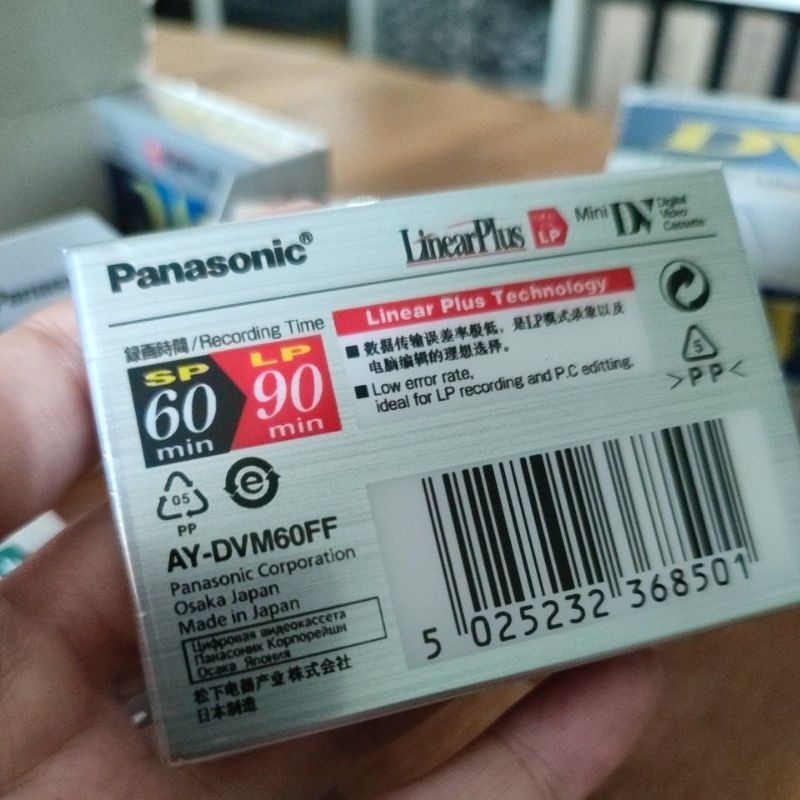 Panasonic®
LinearPlus
LP
Mini DV Digital Video Cassette
録画時間/Recording Time
SP 60 min
LP 90 min
Linear Plus Technology
■ 数据传输误差率极低，是LP模式录象以及
电脑编辑的理想选择。
■ Low error rate,
ideal for LP recording and P.C editting.
5
>PP<
05
PP
e
AY-DVM60FF
Panasonic Corporation
Osaka Japan
Made in Japan
Цифровая видеокассета
Панасоник Корпорейшн
Осака Япония
松下电器产业株式会社
日本制造
5 025232 368501